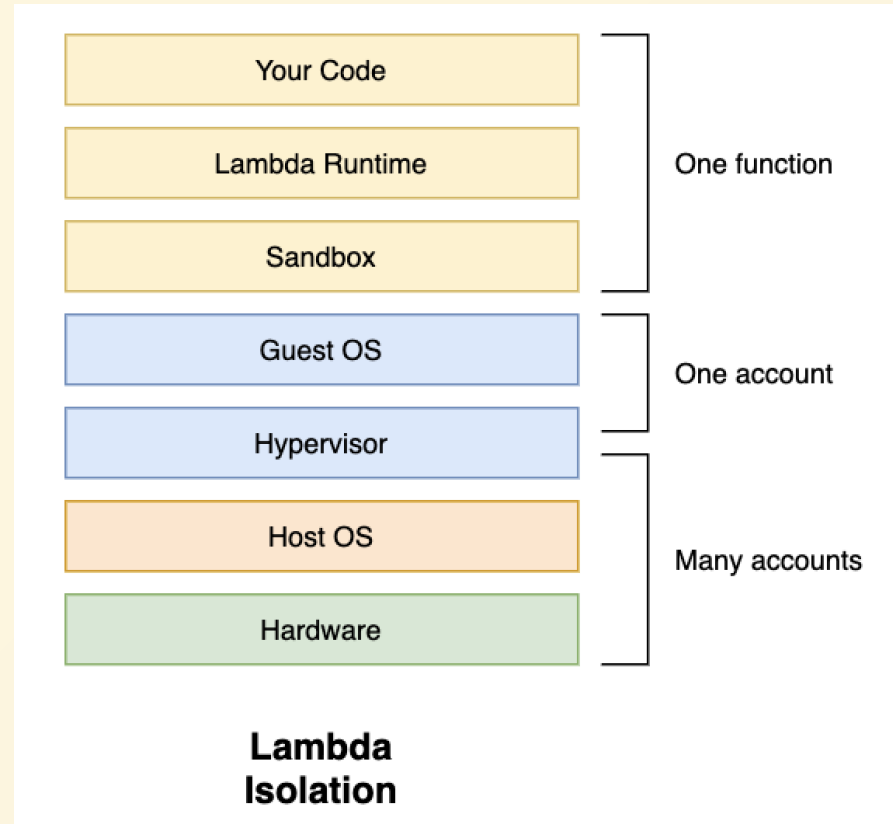 Your Code
Lambda Runtime
One function
Sandbox
Guest OS
One account
Hypervisor
Host OS
Many accounts
Hardware
Lambda
Isolation